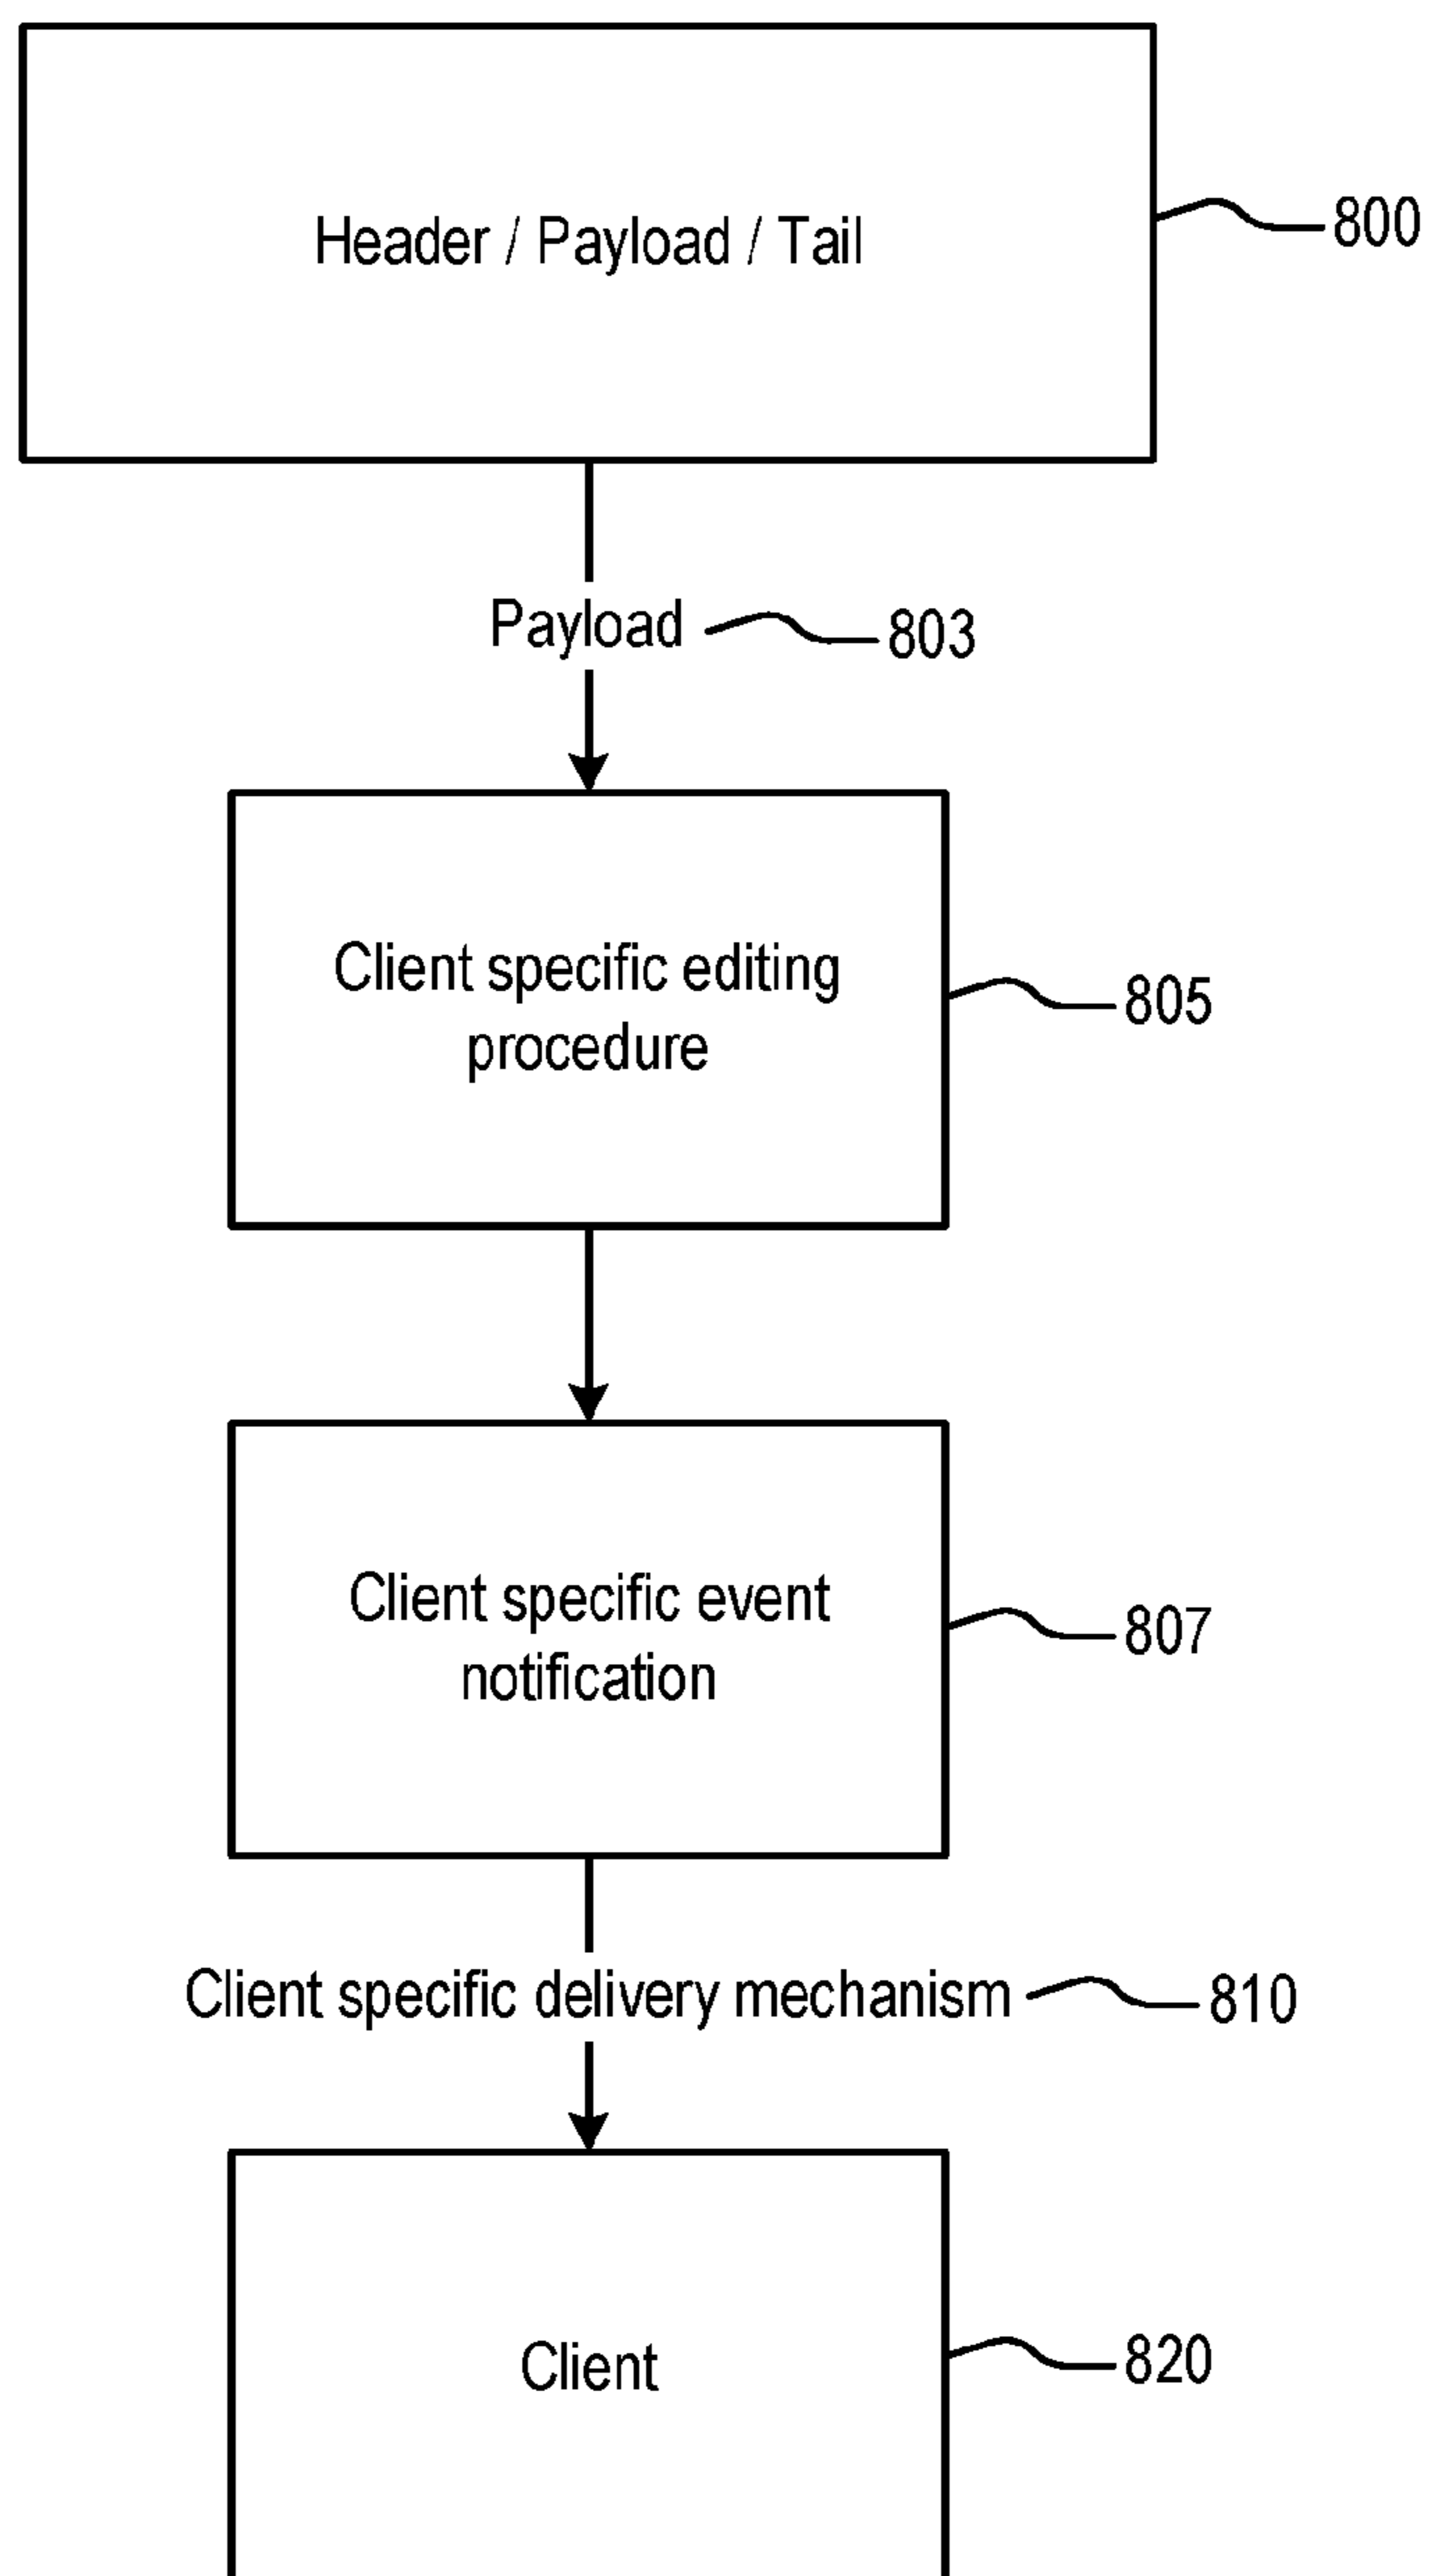 Header / Payload / Tail
800
Payload
803
Client specific editing
procedure
805
Client specific event
notification
807
Client specific delivery mechanism
810
Client
820